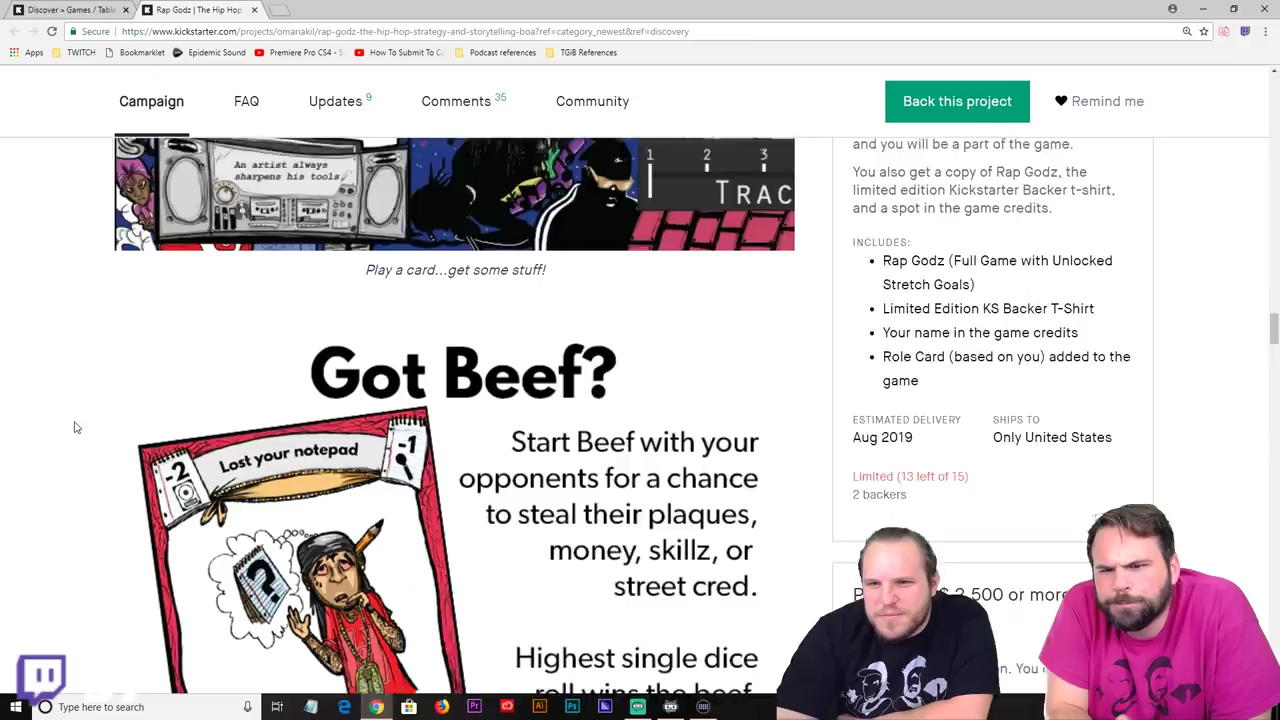 Discover » Games / Table
Rap Godz | The Hip Hop
Secure
https://www.kickstarter.com/projects/omariakil/rap-godz-the-hip-hop-strategy-and-storytelling-boa?ref=category_newest&ref=discovery
Apps
TWITCH
Bookmarklet
Epidemic Sound
Premiere Pro CS4 -
How To Submit To Ca
Podcast references
TGiB References
Campaign
FAQ
Updates 9
Comments 35
Community
Back this project
Remind me
An artist always
sharpens his tools
1 2 3
TRAC
Play a card...get some stuff!
Got Beef?
-2
Lost your notepad
-1
?
Start Beef with your
opponents for a chance
to steal their plaques,
money, skillz, or
street cred.
Highest single dice
roll wins the beef
and you will be a part of the game.
You also get a copy of Rap Godz, the
limited edition Kickstarter Backer t-shirt,
and a spot in the game credits.
INCLUDES:
Rap Godz (Full Game with Unlocked
Stretch Goals)
Limited Edition KS Backer T-Shirt
Your name in the game credits
Role Card (based on you) added to the
game
ESTIMATED DELIVERY
Aug 2019
SHIPS TO
Only United States
Limited (13 left of 15)
2 backers
500 or more
Type here to search